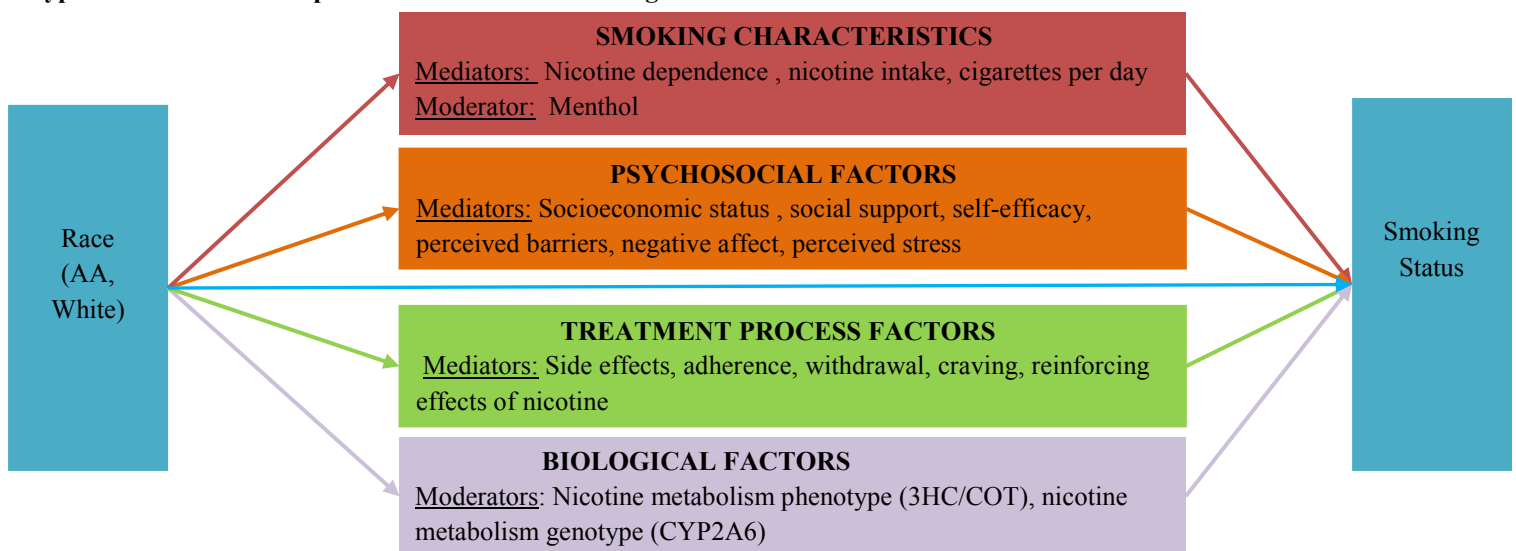 SMOKING CHARACTERISTICS
Mediators: Nicotine dependence , nicotine intake, cigarettes per day
Moderator: Menthol
PSYCHOSOCIAL FACTORS
Mediators: Socioeconomic status , social support, self-efficacy,
perceived barriers, negative affect, perceived stress
Race
(AA,
White)
Smoking
Status
TREATMENT PROCESS FACTORS
Mediators: Side effects, adherence, withdrawal, craving, reinforcing
effects of nicotine
BIOLOGICAL FACTORS
Moderators: Nicotine metabolism phenotype (3HC/COT), nicotine
metabolism genotype (CYP2A6)